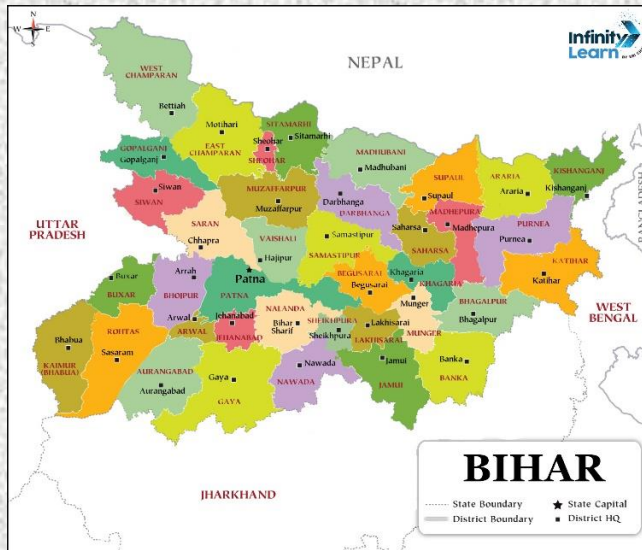 N
W E
S
Infinity
Learn
NEPAL
WEST
CHAMPARAN
Bettiah
Motihari
EAST
CHAMPARAN
SITAMARHI
Sitamarhi
Sheohar
SHEOHAR
GOPALGANJ
Gopalganj
Siwan
SIWAN
MUZAFFARPUR
Muzaffarpur
MADHUBANI
Madhubani
Darbhanga
DARBHANGA
SUPAUL
Supaul
ARARIA
Araria
KISHANGANJ
Kishanganj
UTTAR
PRADESH
SARAN
Chhapra
VAISHALI
Hajipur
Samastipur
SAMASTIPUR
Saharsa
SAHARSA
MADHEPURA
Madhepura
PURNEA
Purnea
KATIHAR
Katihar
Buxar
BUXAR
Arrah
BHOJPUR
Patna
PATNA
BEGUSARAI
Begusarai
Khagaria
KHAGARIA
Munger
MUNGER
BHAGALPUR
Bhagalpur
WEST
BENGAL
Bhabua
KAIMUR
(BHABUA)
ROHTAS
Sasaram
Arwal
ARWAL
Jehanabad
JEHANABAD
NALANDA
Bihar
Sharif
SHEIKHPURA
Sheikhpura
Lakhisarai
LAKHISARAI
AURANGABAD
Aurangabad
Gaya
GAYA
Nawada
NAWADA
Jamui
JAMUI
Banka
BANKA
JHARKHAND
BIHAR
State Boundary
State Capital
District Boundary
District HQ